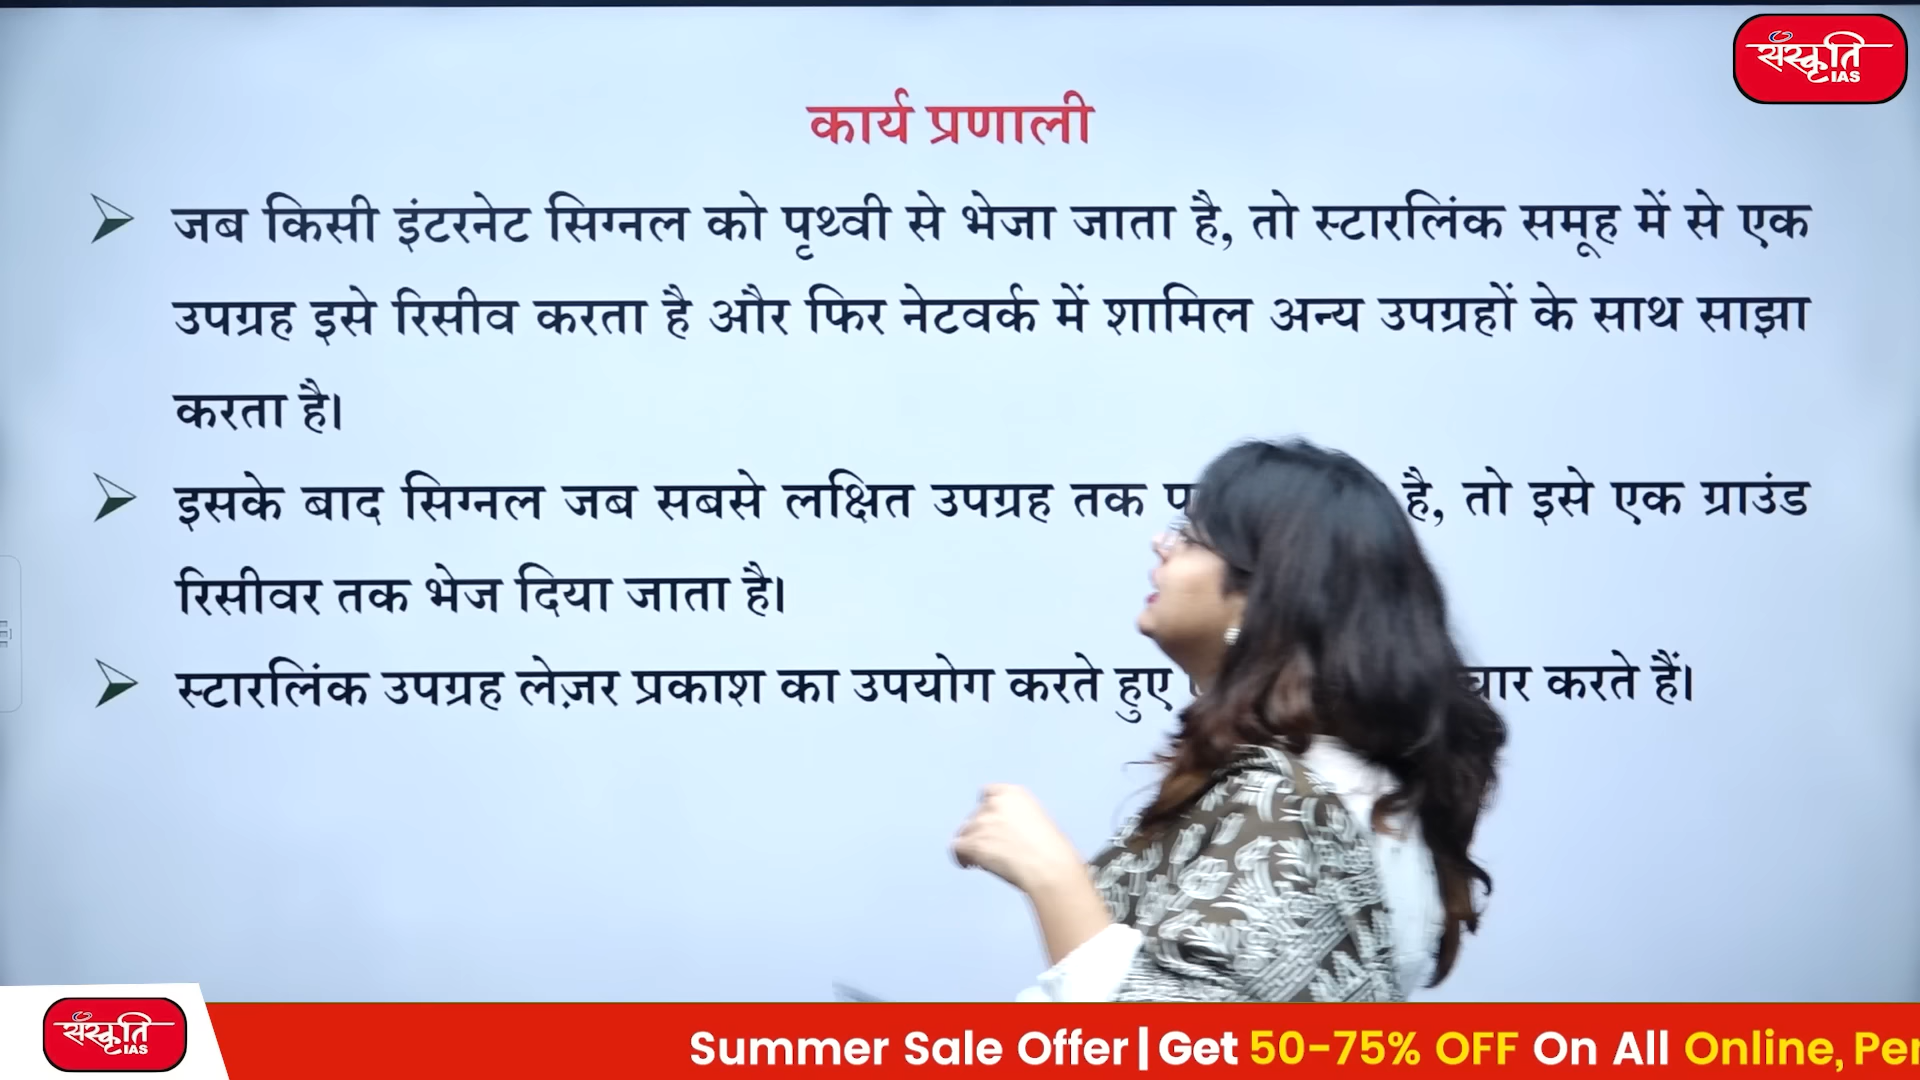 संस्कृति
IAS
कार्य प्रणाली
जब किसी इंटरनेट सिग्नल को पृथ्वी से भेजा जाता है, तो स्टारलिंक समूह में से एक
उपग्रह इसे रिसीव करता है और फिर नेटवर्क में शामिल अन्य उपग्रहों के साथ साझा
करता है।
इसके बाद सिग्नल जब सबसे लक्षित उपग्रह तक है, तो इसे एक ग्राउंड
रिसीवर तक भेज दिया जाता है।
स्टारलिंक उपग्रह लेज़र प्रकाश का उपयोग करते हुए करते हैं।
संस्कृति
IAS
Summer Sale Offer | Get 50-75% OFF On All Online,